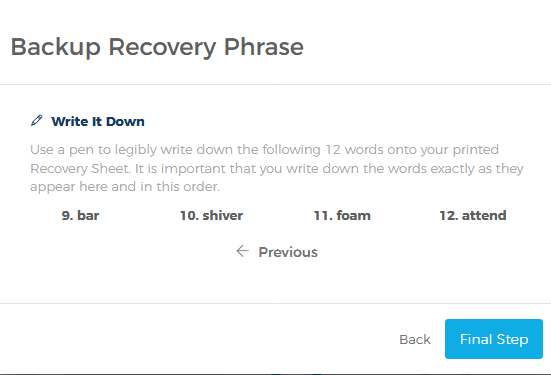 Backup Recovery Phrase
Write It Down
Use a pen to legibly write down the following 12 words onto your printed
Recovery Sheet. It is important that you write down the words exactly as they
appear here and in this order.
9. bar 10. shiver 11. foam 12. attend
← Previous
Back Final Step